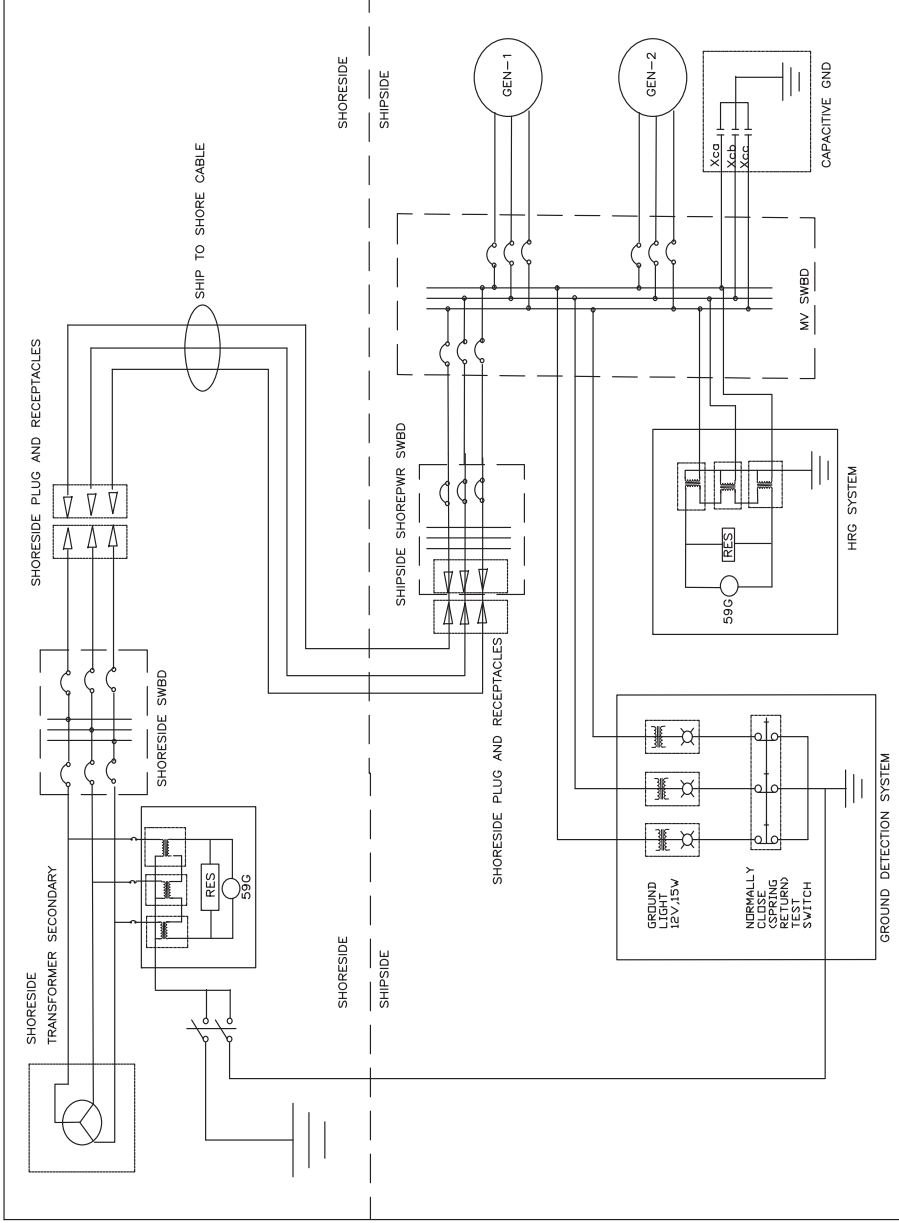 SHORESIDE
TRANSFORMER SECONDARY
RES
59G
SHORESIDE SWBD
SHORESIDE PLUG AND RECEPTACLES
SHIP TO SHORE CABLE
SHORESIDE
SHIPSIDE
SHORESIDE
SHIPSIDE
SHORESIDE PLUG AND RECEPTACLES
SHIPSIDE SHOREPWR SWBD
GEN-1
GEN-2
MV SWBD
Xca
Xcb
Xcc
CAPACITIVE GND
59G
RES
HRG SYSTEM
GROUND
LIGHT
12V,15W
NORMALLY
CLOSE
(SPRING
RETURN)
TEST
SWITCH
GROUND DETECTION SYSTEM